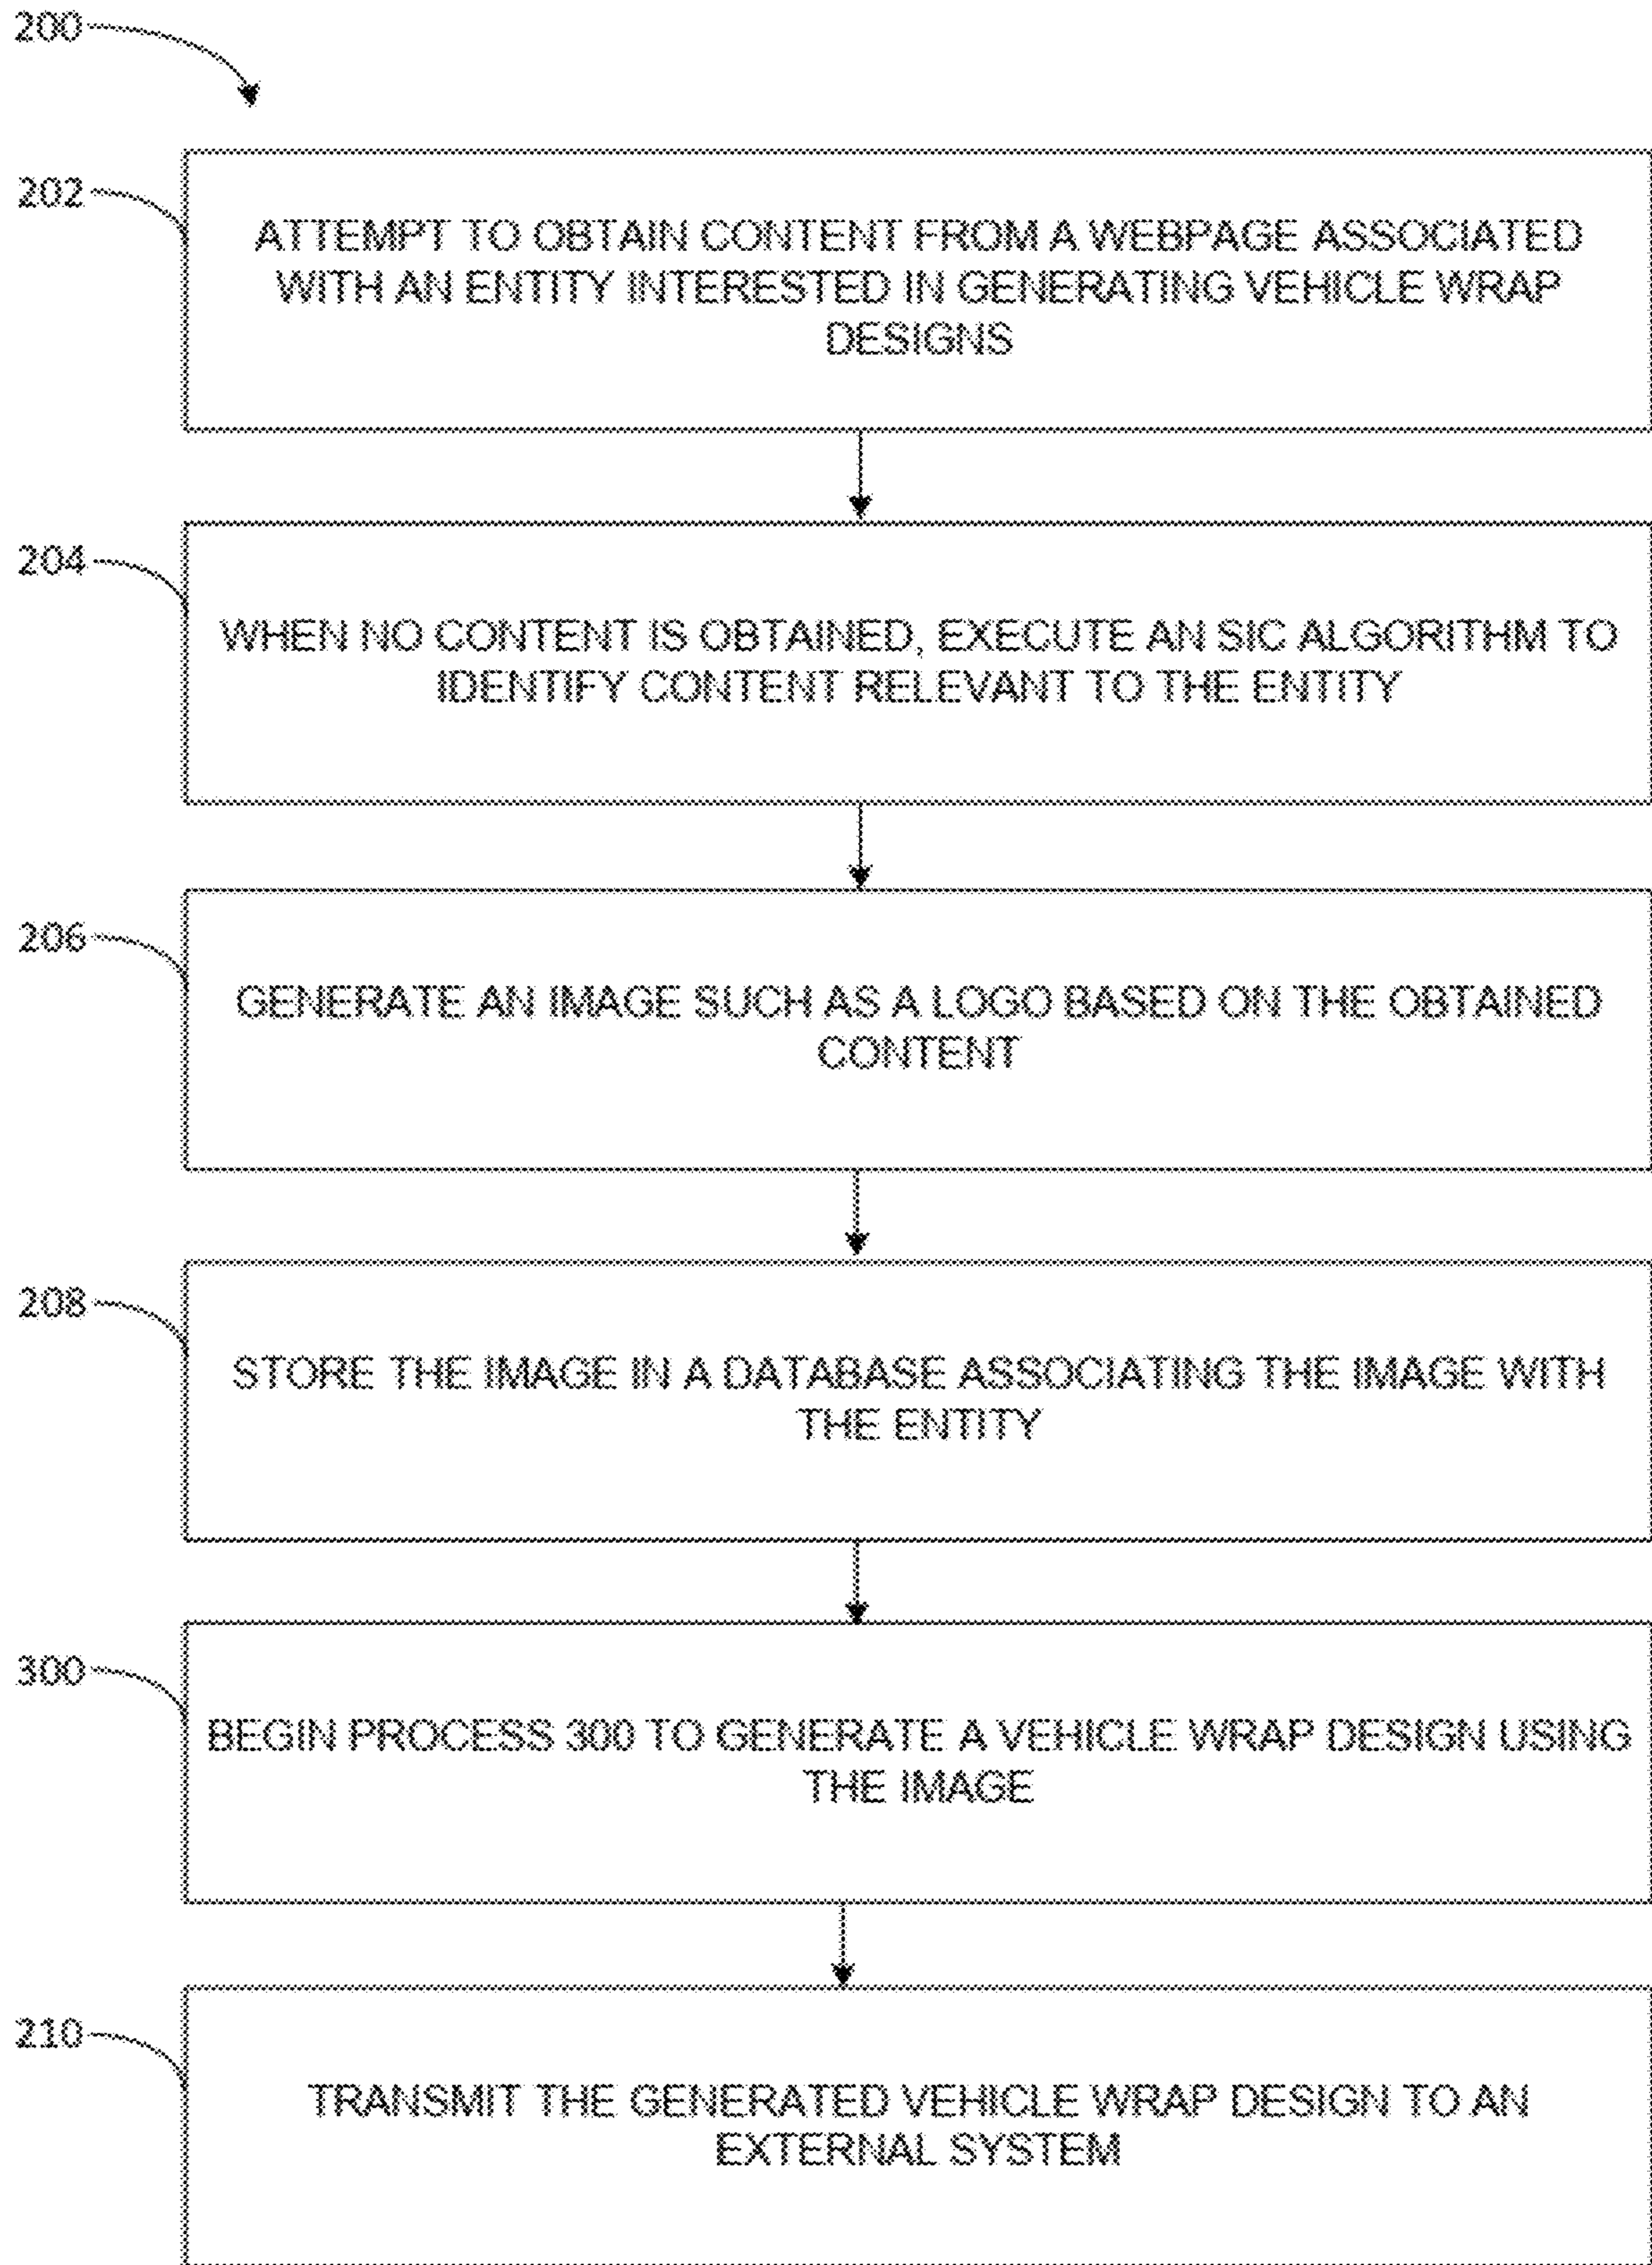 200
202
ATTEMPT TO OBTAIN CONTENT FROM A WEBPAGE ASSOCIATED
WITH AN ENTITY INTERESTED IN GENERATING VEHICLE WRAP
DESIGNS
204
WHEN NO CONTENT IS OBTAINED, EXECUTE AN SIC ALGORITHM TO
IDENTIFY CONTENT RELEVANT TO THE ENTITY
206
GENERATE AN IMAGE SUCH AS A LOGO BASED ON THE OBTAINED
CONTENT
208
STORE THE IMAGE IN A DATABASE ASSOCIATING THE IMAGE WITH
THE ENTITY
300
BEGIN PROCESS 300 TO GENERATE A VEHICLE WRAP DESIGN USING
THE IMAGE
210
TRANSMIT THE GENERATED VEHICLE WRAP DESIGN TO AN
EXTERNAL SYSTEM